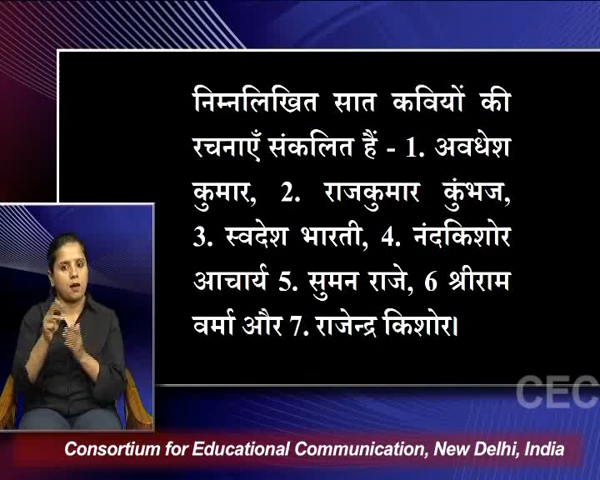 निम्नलिखित सात कवियों की
रचनाएँ संकलित हैं - 1. अवधेश
कुमार, 2. राजकुमार कुंभज,
3. स्वदेश भारती, 4. नंदकिशोर
आचार्य 5. सुमन राजे, 6 श्रीराम
वर्मा और 7. राजेन्द्र किशोर।
CEC
Consortium for Educational Communication, New Delhi, India